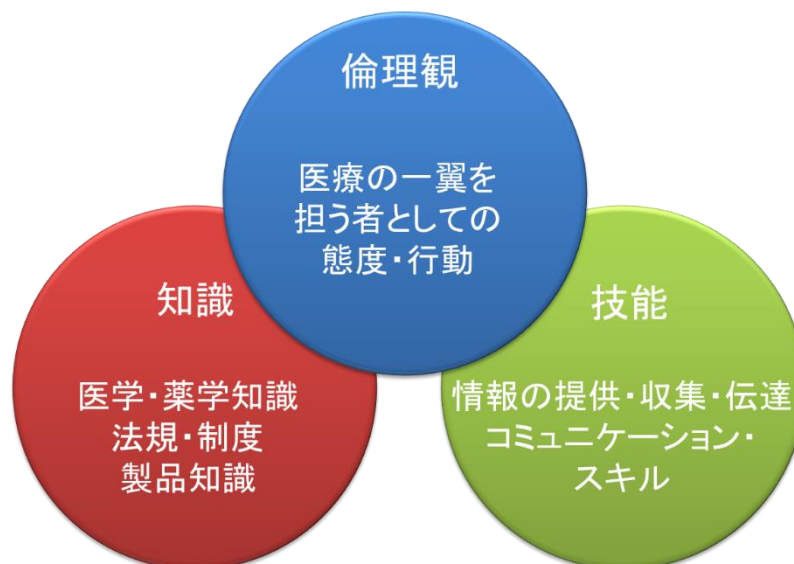 倫理観
医療の一翼を
担う者としての
態度・行動
知識
医学・薬学知識
法規・制度
製品知識
技能
情報の提供・収集・伝達
コミュニケーション・
スキル